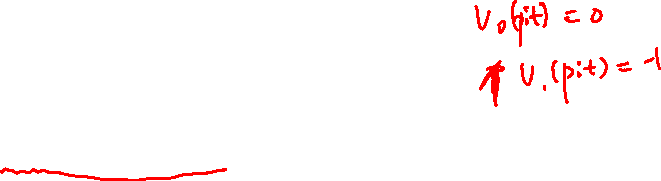 V₀(pit) = 0
↑ V₁(pit) = -1